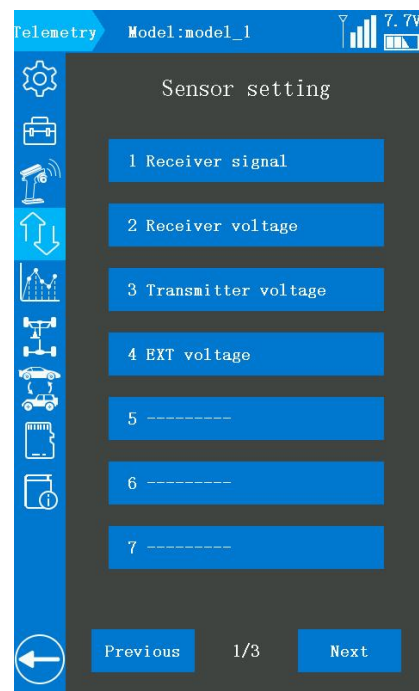 Telemetry Model:model_1 7.7V
Sensor setting
6
1 Receiver signal
2 Receiver voltage
3 Transmitter voltage
4 EXT voltage
5 ---------
6 ---------
7 ---------
Previous 1/3 Next